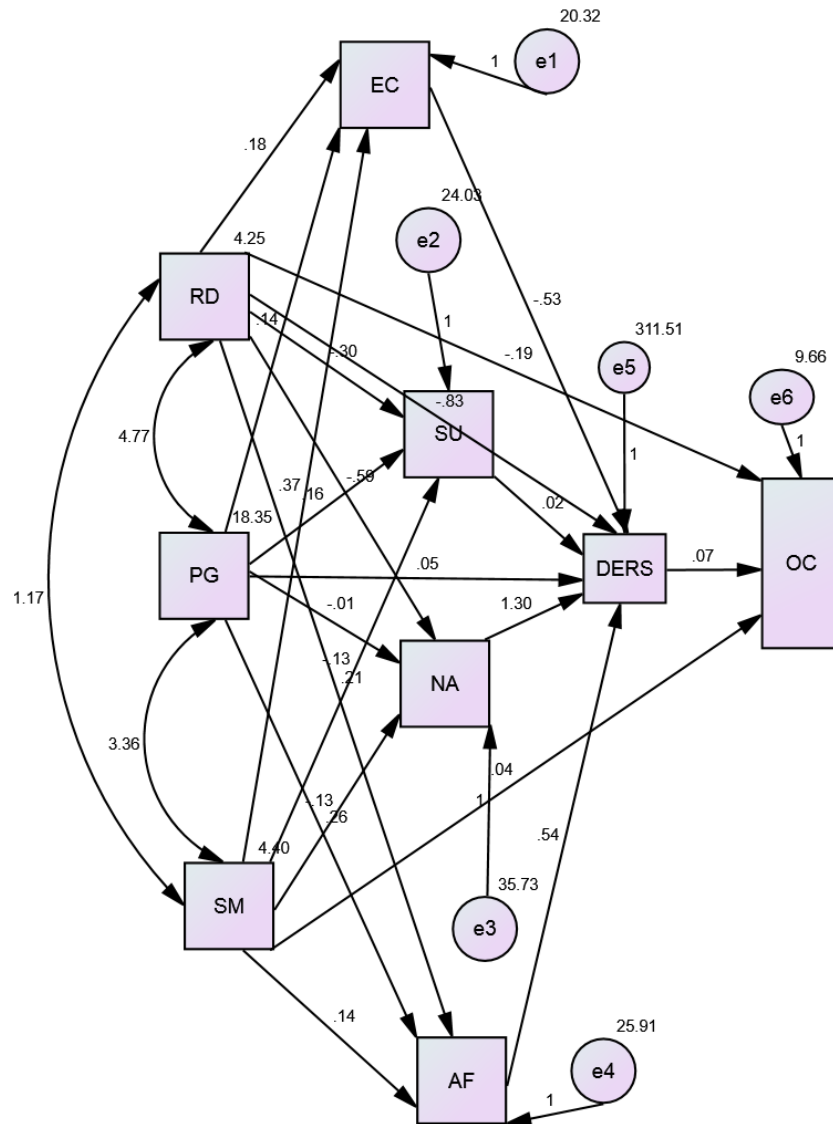 20.32
1
e1
EC
.18
24.03
4.25
e2
RD
-.53
.14
1
-.30
-.19
311.51
9.66
e5
e6
-.83
4.77
SU
1
1
.37
.16
-.59
18.35
.02
PG
.05
DERS
.07
OC
1.17
-.01
1.30
-.13
.21
NA
3.36
.04
-.13
1
.26
4.40
.54
35.73
SM
e3
.14
25.91
AF
e4
1